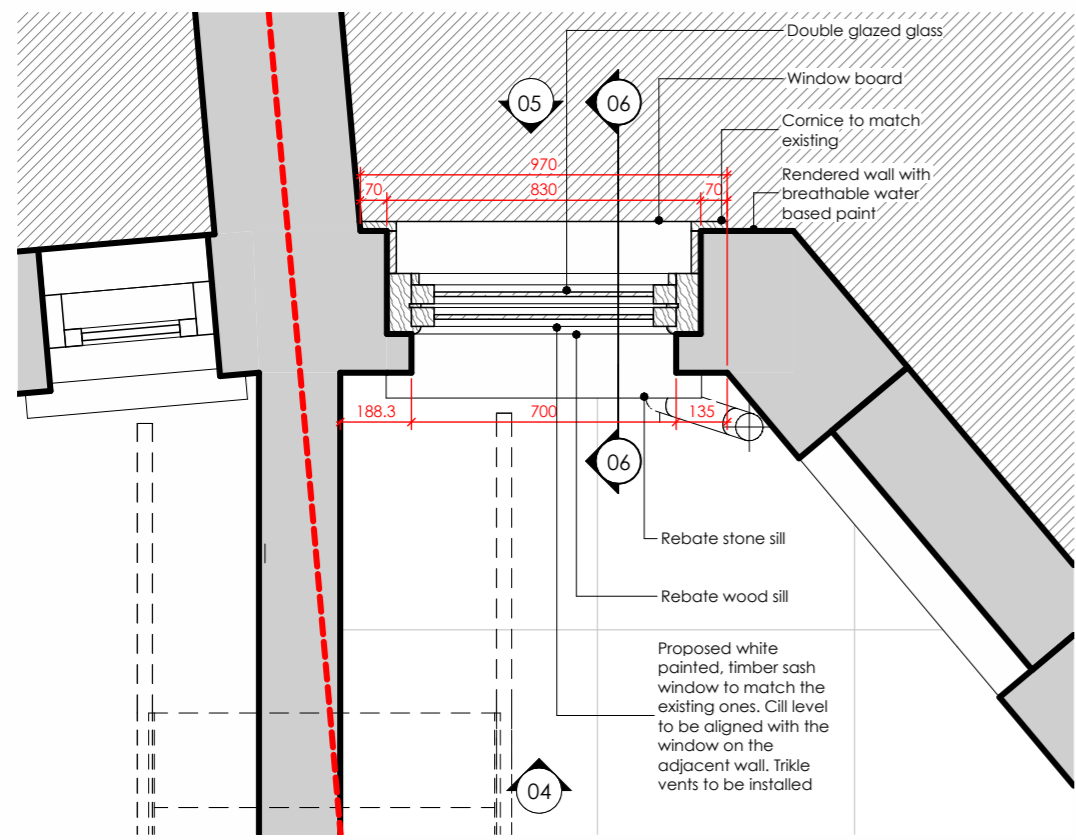 Double glazed glass
05
06
Window board
Cornice to match
existing
970
70
830
70
Rendered wall with
breathable water
based paint
188.3
700
135
06
Rebate stone sill
Rebate wood sill
Proposed white
painted, timber sash
window to match the
existing ones. Cill level
to be aligned with the
window on the
adjacent wall. Trikle
vents to be installed
04